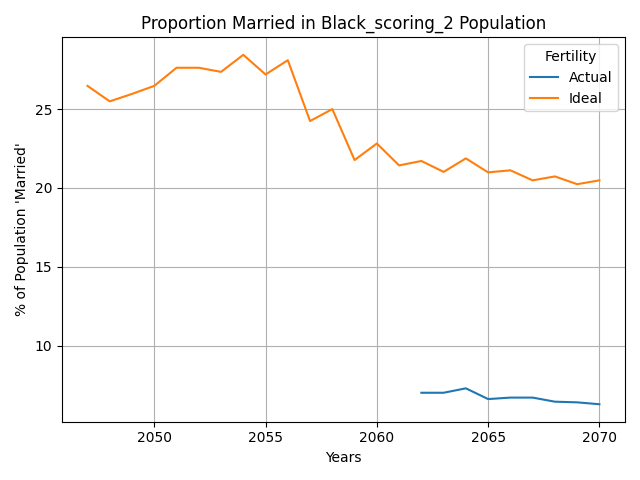 Proportion Married in Black_scoring_2 Population
Fertility
Actual
Ideal
% of Population 'Married'
25
20
15
10
2050
2055
2060
2065
2070
Years